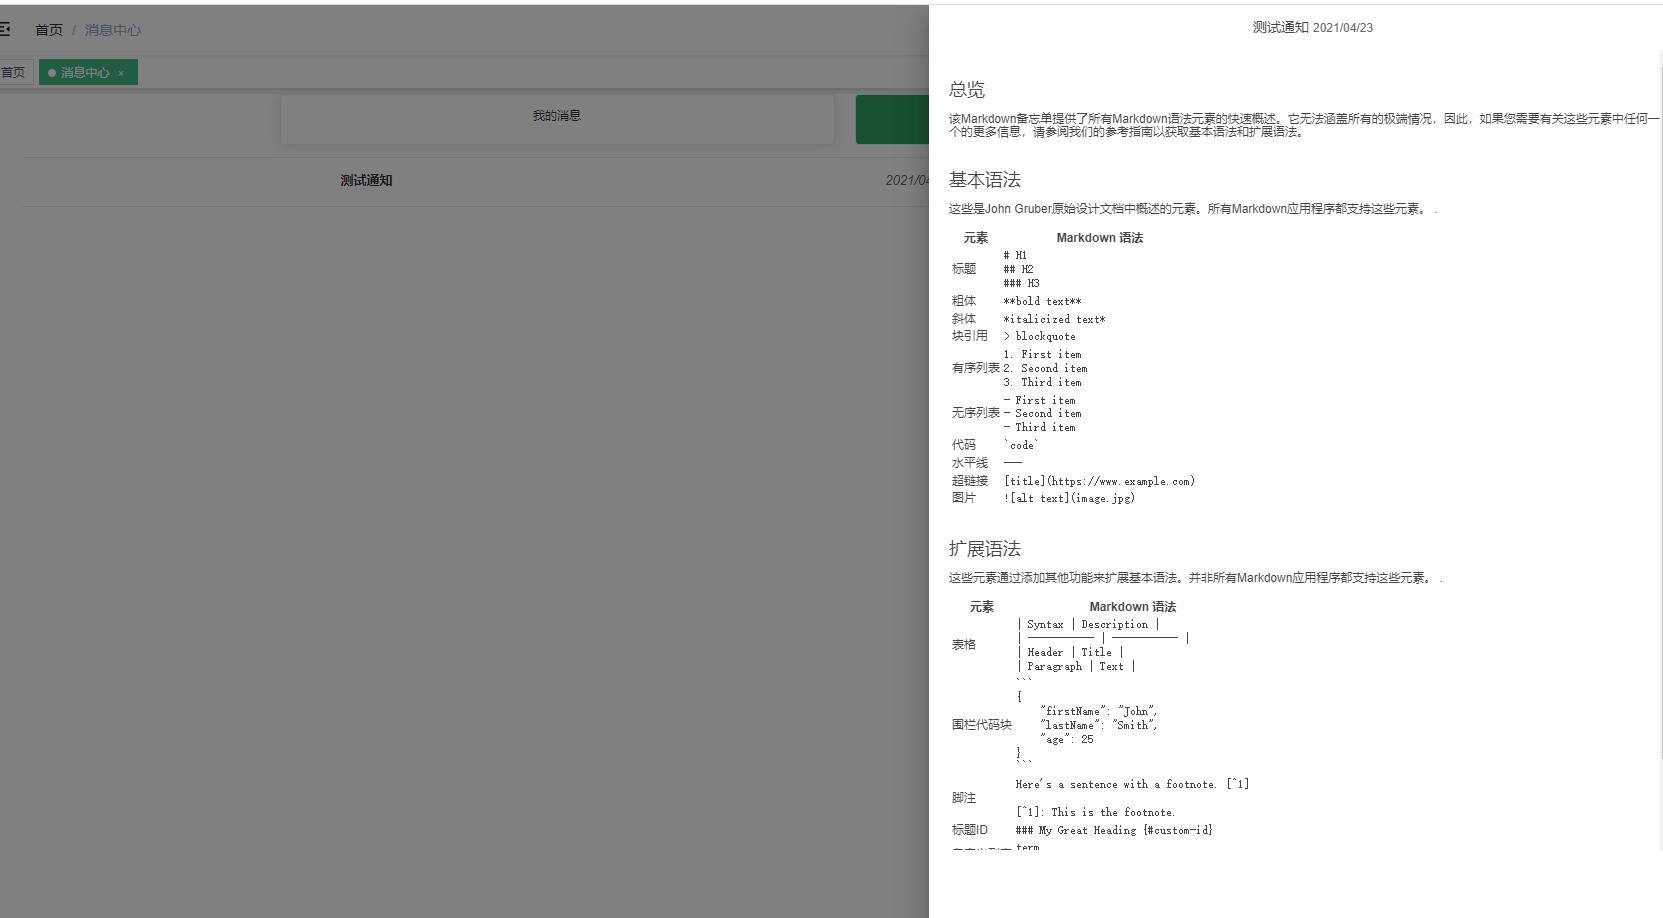 首页 / 消息中心
首页
消息中心 ×
我的消息
测试通知 2021/04
测试通知 2021/04/23
总览
该Markdown备忘单提供了所有Markdown语法元素的快速概述。它无法涵盖所有的极端情况，因此，如果您需要有关这些元素中任何一
个的更多信息，请参阅我们的参考指南以获取基本语法和扩展语法。
基本语法
这些是John Gruber原始设计文档中概述的元素。所有Markdown应用程序都支持这些元素。 .
元素 Markdown 语法
标题
# H1
## H2
### H3
粗体 **bold text**
斜体 *italicized text*
块引用 > blockquote
有序列表
1. First item
2. Second item
3. Third item
无序列表
- First item
- Second item
- Third item
代码 `code`
水平线 ---
超链接 [title](https://www.example.com)
图片 ![alt text](image.jpg)
扩展语法
这些元素通过添加其他功能来扩展基本语法。并非所有Markdown应用程序都支持这些元素。 .
元素 Markdown 语法
表格
| Syntax | Description |
| ----------- | ----------- |
| Header | Title |
| Paragraph | Text |
围栏代码块
```
{
"firstName": "John",
"lastName": "Smith",
"age": 25
}
```
脚注
Here's a sentence with a footnote. [^1]
[^1]: This is the footnote.
标题ID ### My Great Heading {#custom-id}
term